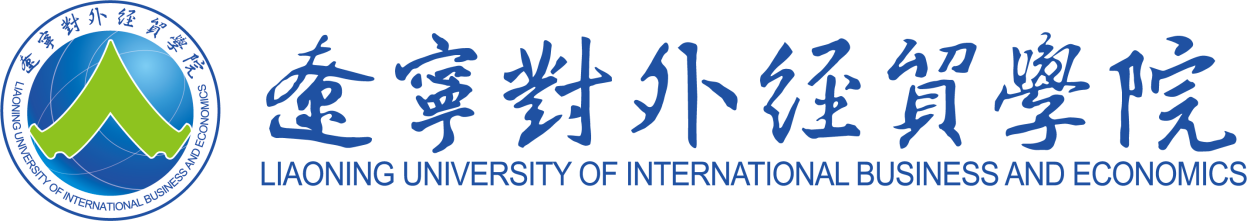 遼寧對外經貿學院
LIAONING UNIVERSITY OF INTERNATIONAL BUSINESS AND ECONOMICS
遼寧對外經貿學院
LIAONING UNIVERSITY OF INTERNATIONAL BUSINESS AND ECONOMICS